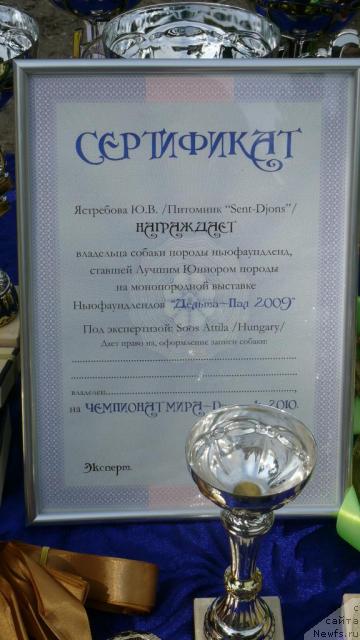 СЕРТИФИКАТ
Ястребова Ю.В. /Питомник "Sent-Djons"/
НАГРАЖДАЕТ
владельца собаки породы ньюфаундленд,
ставшей Лучшим Юниором породы
на монопородной выставке
Ньюфаундлендов "Дельта-Пал 2009"
Под экспертизой: Soos Attila /Hungary/
Дает право на, оформление записи собаки:
владелец
на ЧЕМПИОНАТ МИРА 2010.
Эксперт.
с
сайта
Newfs.ru